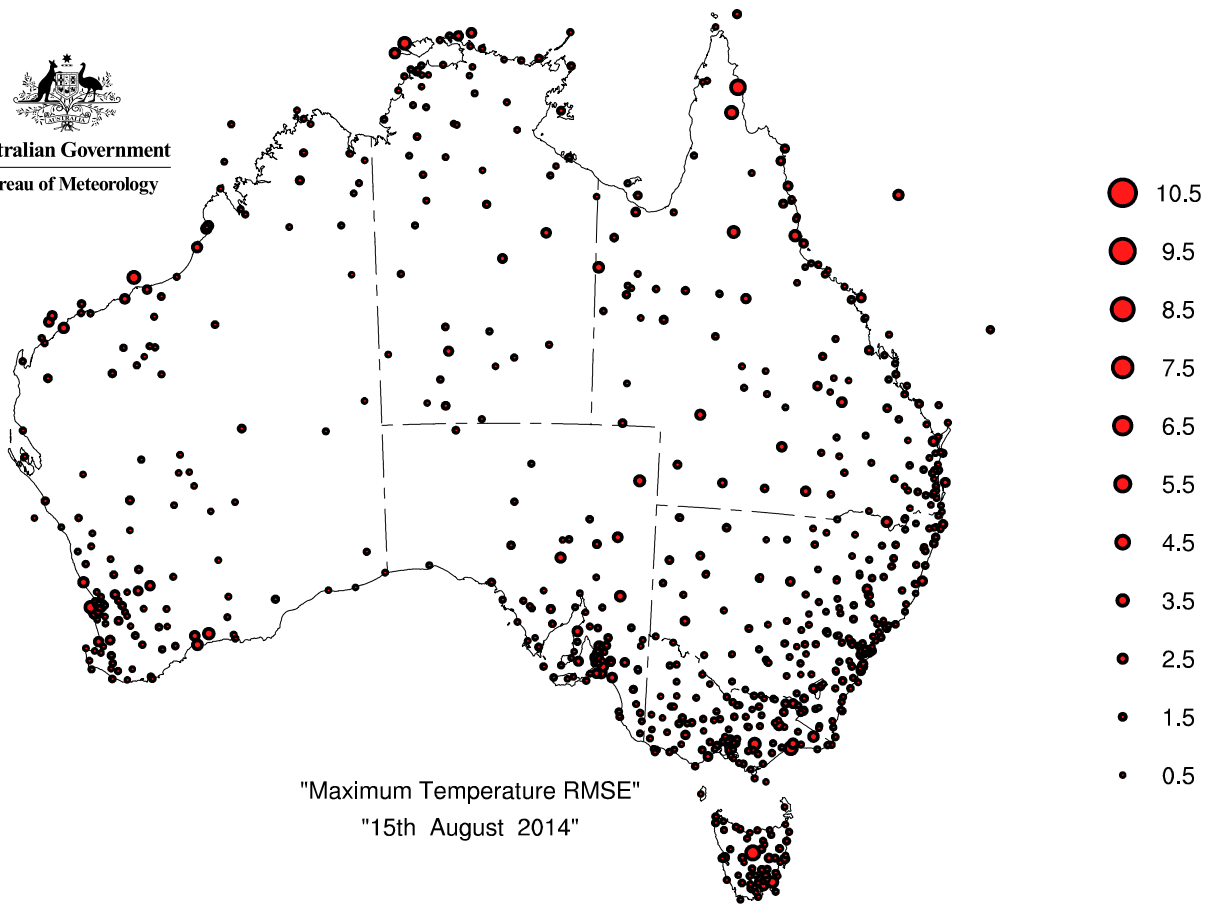 AUSTRALIA
tralian Government
reau of Meteorology
10.5
9.5
8.5
7.5
6.5
5.5
4.5
3.5
2.5
1.5
0.5
"Maximum Temperature RMSE"
"15th August 2014"